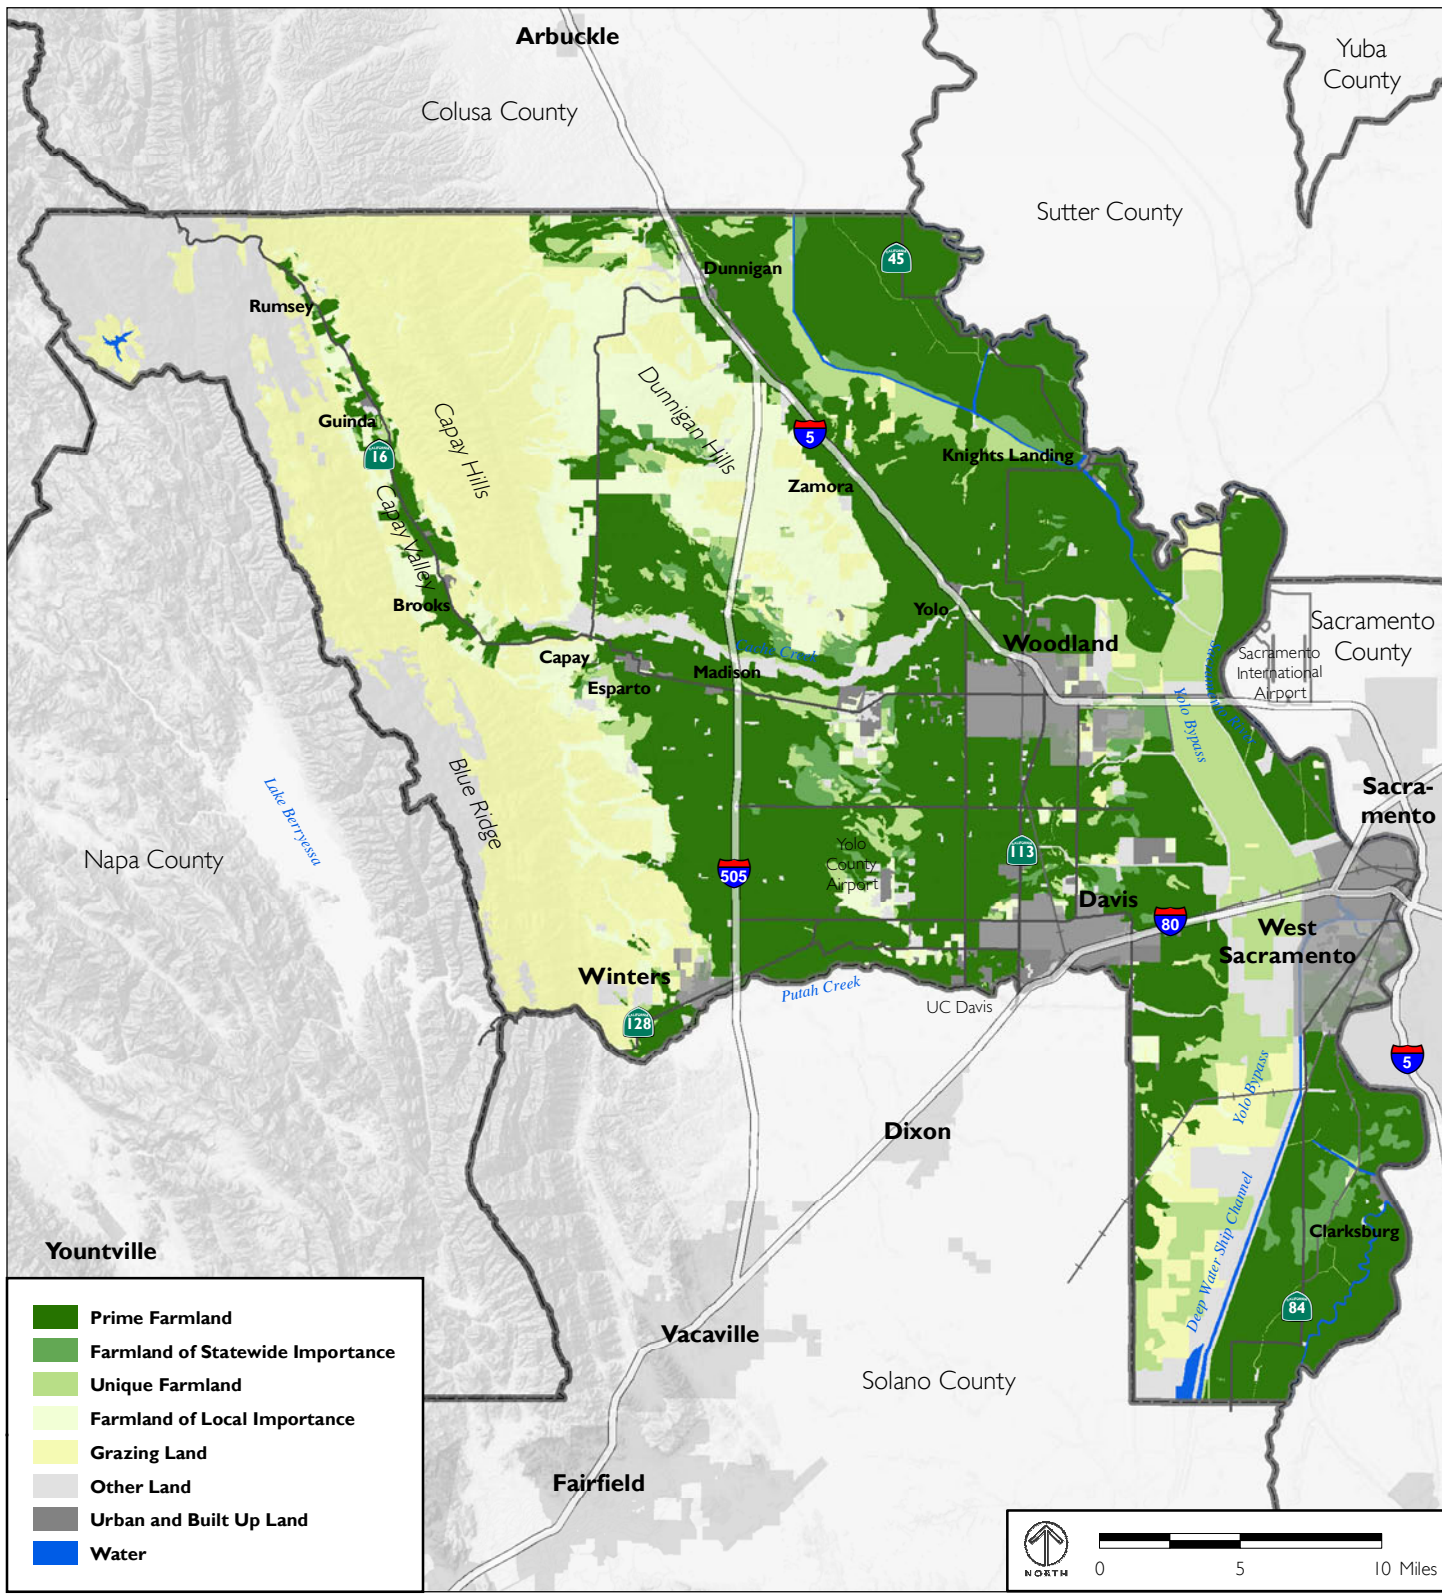 Arbuckle
Yuba
County
Colusa County
Sutter County
CALIFORNIA
45
Dunnigan
Rumsey
Dunnigan Hills
Capay Hills
Guinda
CALIFORNIA
16
5
Knights Landing
Zamora
Capay Valley
Brooks
Yolo
Sacramento
County
Woodland
Cache Creek
Capay
Madison
Esparto
Sacramento
International
Airport
Sacramento River
Yolo Bypass
Blue Ridge
Lake Berryessa
Sacra-
mento
Napa County
Yolo
County
Airport
CALIFORNIA
113
505
Davis
80
West
Sacramento
Winters
Putah Creek
UC Davis
CALIFORNIA
128
5
Yolo Bypass
Dixon
Deep Water Ship Channel
Clarksburg
Yountville
CALIFORNIA
84
Vacaville
Solano County
Fairfield
Prime Farmland
Farmland of Statewide Importance
Unique Farmland
Farmland of Local Importance
Grazing Land
Other Land
Urban and Built Up Land
Water
NORTH
0 5 10 Miles